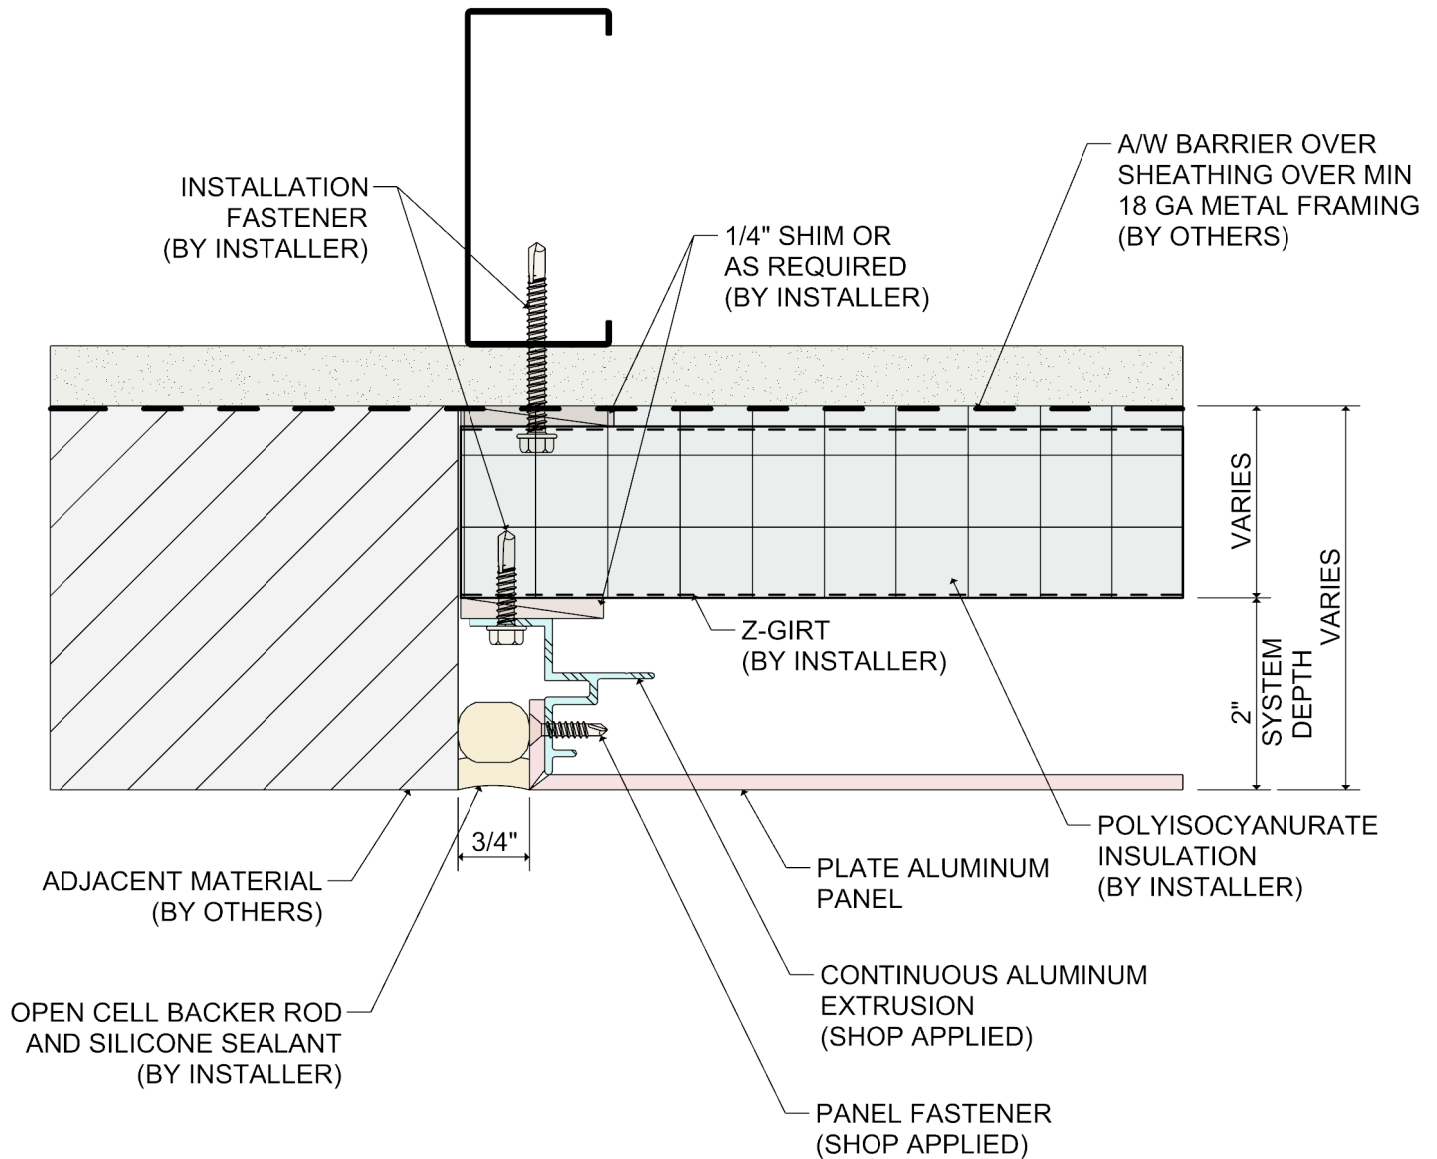 A/W BARRIER OVER
SHEATHING OVER MIN
18 GA METAL FRAMING
(BY OTHERS)
INSTALLATION
FASTENER
(BY INSTALLER)
1/4" SHIM OR
AS REQUIRED
(BY INSTALLER)
VARIES
VARIES
Z-GIRT
(BY INSTALLER)
2"
SYSTEM
DEPTH
3/4"
POLYISOCYANURATE
INSULATION
(BY INSTALLER)
PLATE ALUMINUM
PANEL
ADJACENT MATERIAL
(BY OTHERS)
CONTINUOUS ALUMINUM
EXTRUSION
(SHOP APPLIED)
OPEN CELL BACKER ROD
AND SILICONE SEALANT
(BY INSTALLER)
PANEL FASTENER
(SHOP APPLIED)